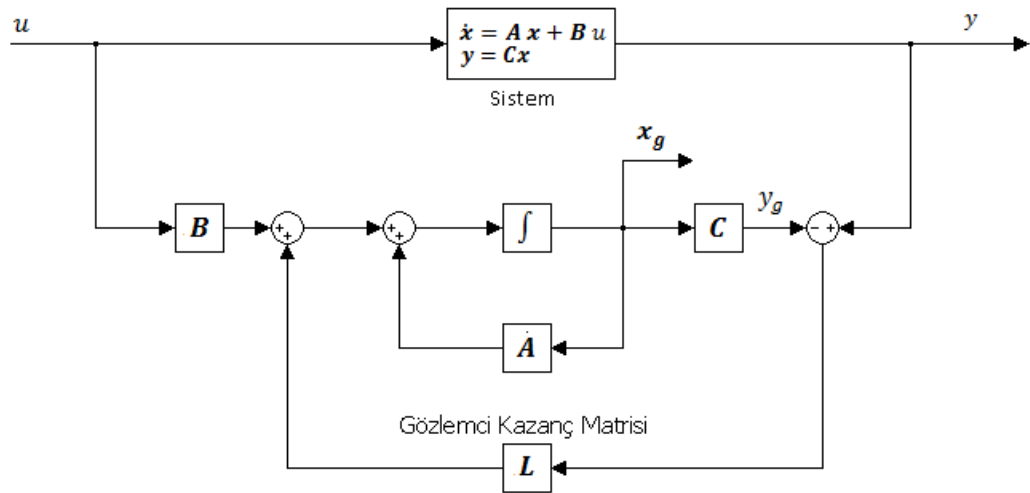 u
ẋ = A x + B u
y = Cx
y
Sistem
x_g
B
+
+
+
+
∫
C
y_g
- +
A
Gözlemci Kazanç Matrisi
L